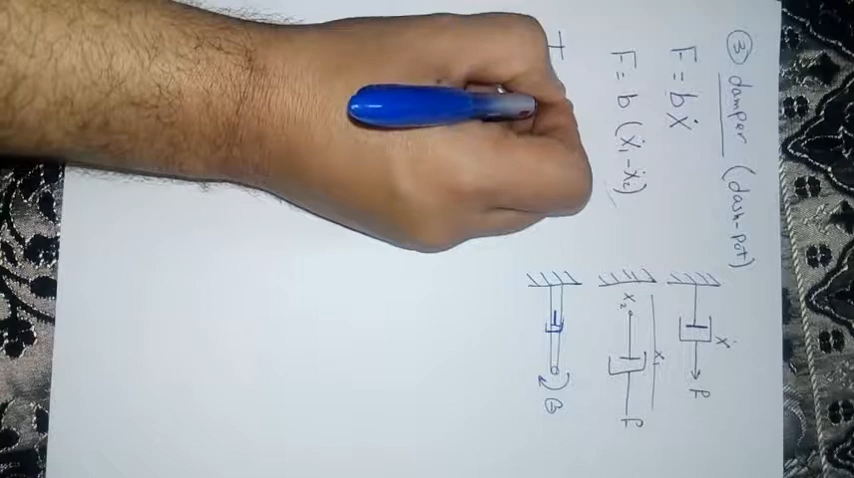 ③ damper (dash-pot)
F = bẋ
ẋ
F
F = b (ẋ₁-ẋ₂)
x₁
x₂
F
T
θ